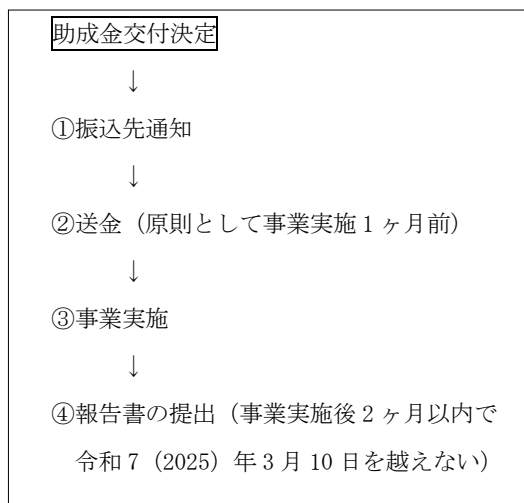 助成金交付決定
↓
①振込先通知
↓
②送金（原則として事業実施 1 ヶ月前）
↓
③事業実施
↓
④報告書の提出（事業実施後 2 ヶ月以内で
令和 7（2025）年 3 月 10 日を越えない）